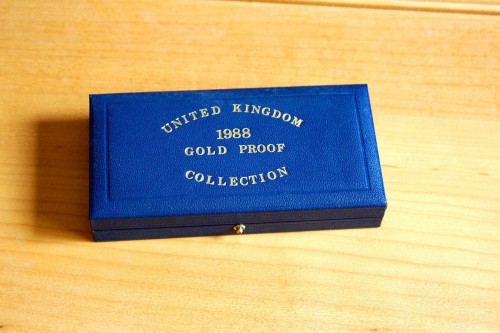 UNITED KINGDOM
1988
GOLD PROOF
COLLECTION